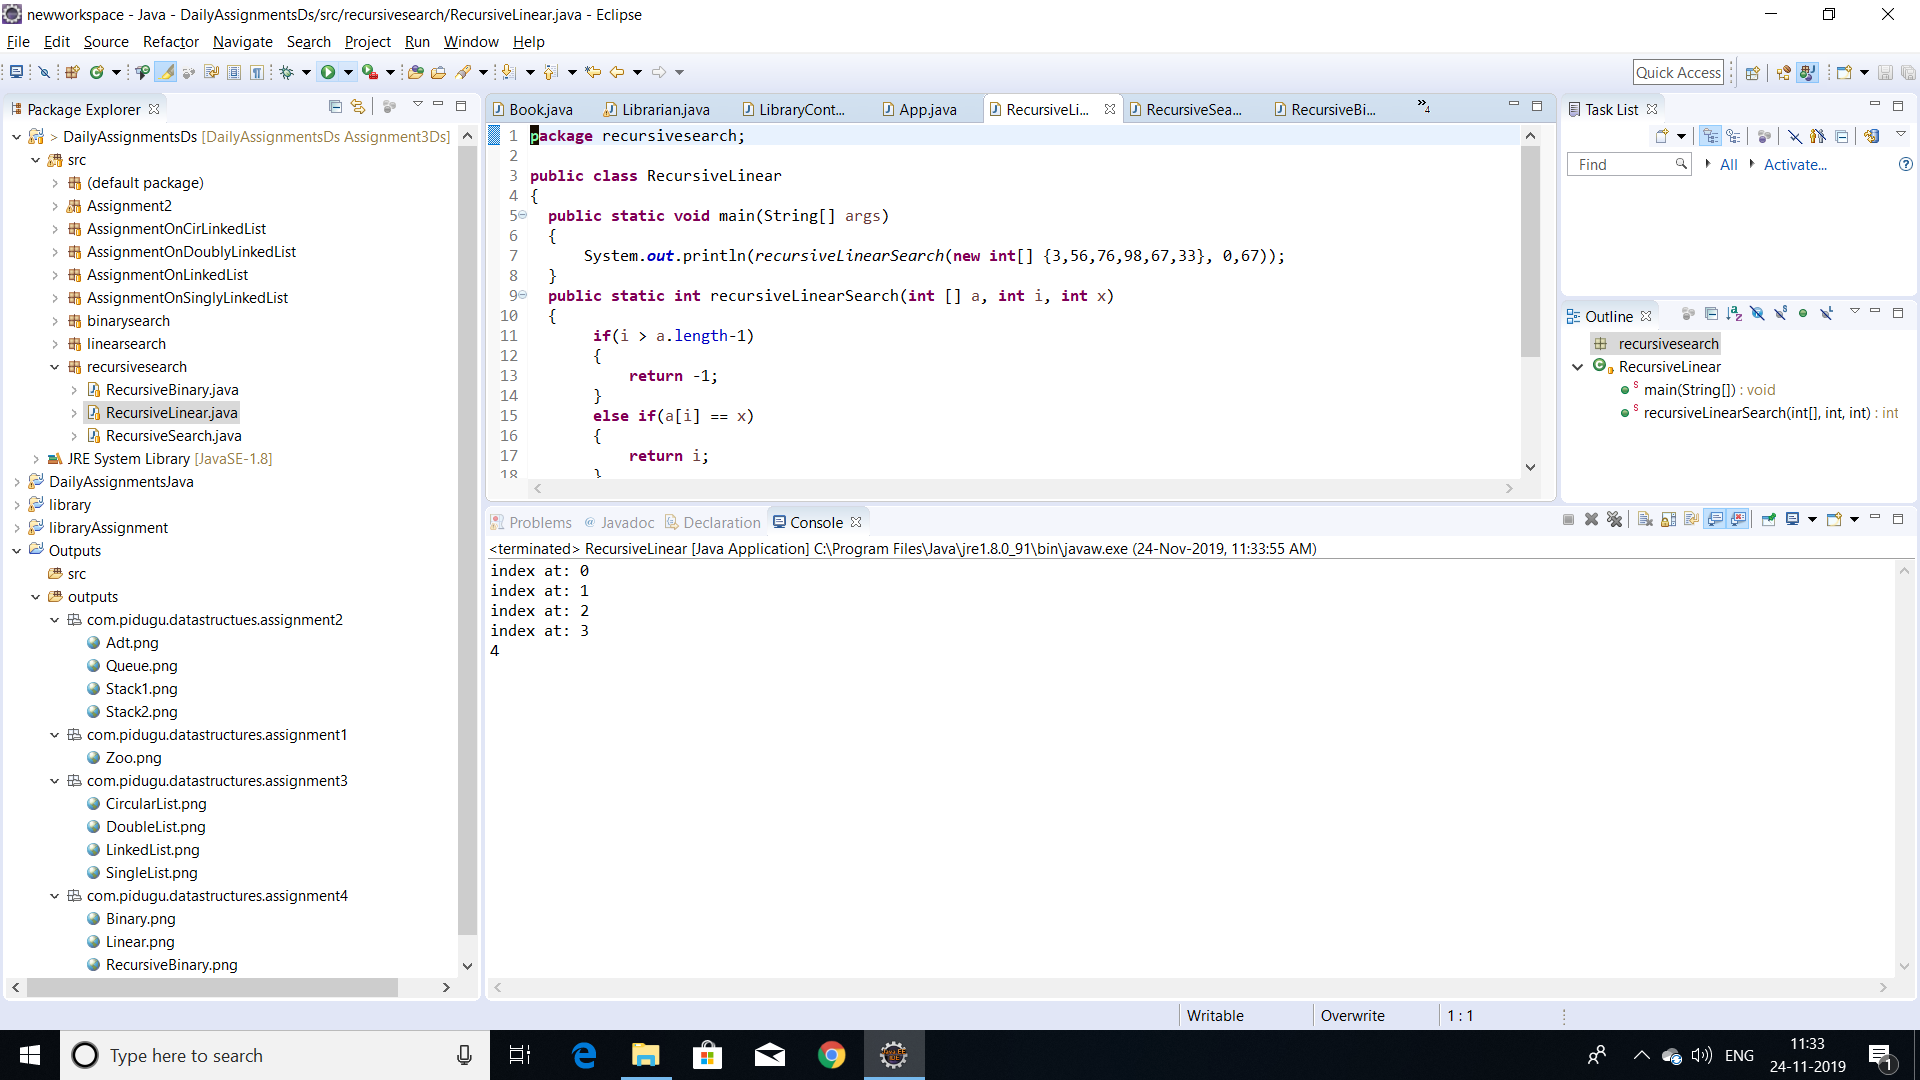 newworkspace - Java - DailyAssignmentsDs/src/recursivesearch/RecursiveLinear.java - Eclipse
File Edit Source Refactor Navigate Search Project Run Window Help
Quick Access
Package Explorer
> DailyAssignmentsDs [DailyAssignmentsDs Assignment3Ds]
src
(default package)
Assignment2
AssignmentOnCirLinkedList
AssignmentOnDoublyLinkedList
AssignmentOnLinkedList
AssignmentOnSinglyLinkedList
binarysearch
linearsearch
recursivesearch
RecursiveBinary.java
RecursiveLinear.java
RecursiveSearch.java
JRE System Library [JavaSE-1.8]
DailyAssignmentsJava
library
libraryAssignment
Outputs
src
outputs
com.pidugu.datastructues.assignment2
Adt.png
Queue.png
Stack1.png
Stack2.png
com.pidugu.datastructures.assignment1
Zoo.png
com.pidugu.datastructures.assignment3
CircularList.png
DoubleList.png
LinkedList.png
SingleList.png
com.pidugu.datastructures.assignment4
Binary.png
Linear.png
RecursiveBinary.png
Book.java Librarian.java LibraryCont... App.java RecursiveLi... RecursiveSea... RecursiveBi... »4
1 package recursivesearch;
2
3 public class RecursiveLinear
4 {
5 public static void main(String[] args)
6 {
7 System.out.println(recursiveLinearSearch(new int[] {3,56,76,98,67,33}, 0,67));
8 }
9 public static int recursiveLinearSearch(int [] a, int i, int x)
10 {
11 if(i > a.length-1)
12 {
13 return -1;
14 }
15 else if(a[i] == x)
16 {
17 return i;
18 }
Problems Javadoc Declaration Console
<terminated> RecursiveLinear [Java Application] C:\Program Files\Java\jre1.8.0_91\bin\javaw.exe (24-Nov-2019, 11:33:55 AM)
index at: 0
index at: 1
index at: 2
index at: 3
4
Task List
Find All Activate...
Outline
recursivesearch
RecursiveLinear
main(String[]) : void
recursiveLinearSearch(int[], int, int) : int
Writable Overwrite 1 : 1
Type here to search
ENG
11:33
24-11-2019
1